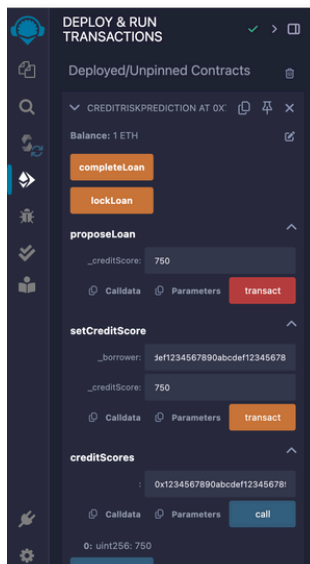 DEPLOY & RUN
TRANSACTIONS
Deployed/Unpinned Contracts
CREDITRISKPREDICTION AT 0X
Balance: 1 ETH
completeLoan
lockLoan
proposeLoan
_creditScore: 750
Calldata Parameters transact
setCreditScore
_borrower: def1234567890abcdef12345678
_creditScore: 750
Calldata Parameters transact
creditScores
: 0x1234567890abcdef123456789
Calldata Parameters call
0: uint256: 750